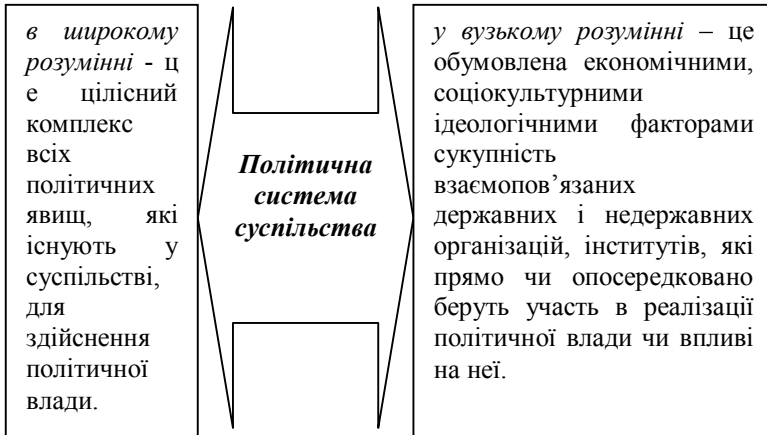 в широкому
розумінні - ц
е цілісний
комплекс
всіх
політичних
явищ, які
існують у
суспільстві,
для
здійснення
політичної
влади.
Політична
система
суспільства
у вузькому розумінні – це
обумовлена економічними,
соціокультурними
ідеологічними факторами
сукупність
взаємопов’язаних
державних і недержавних
організацій, інститутів, які
прямо чи опосередковано
беруть участь в реалізації
політичної влади чи впливі
на неї.